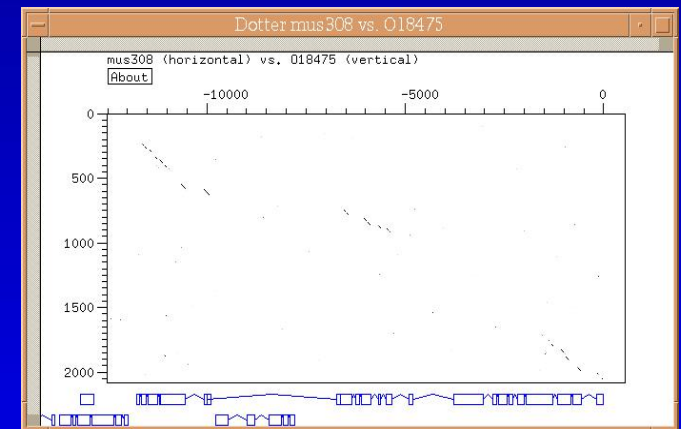 Dotter mus308 vs. O18475
mus308 (horizontal) vs. O18475 (vertical)
About
-10000 -5000 0
0
500
1000
1500
2000